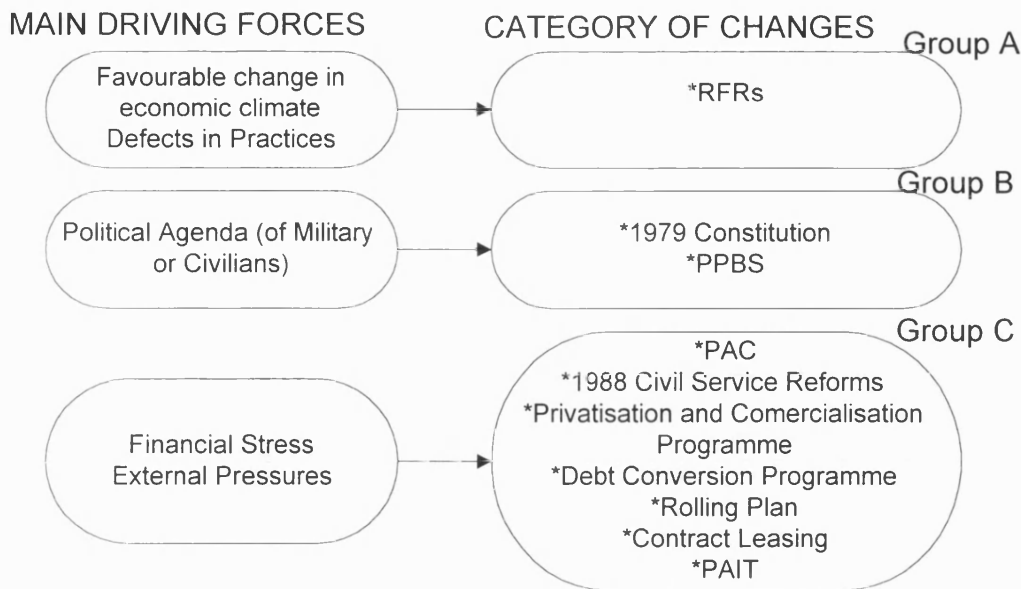 MAIN DRIVING FORCES
CATEGORY OF CHANGES
Group A
Favourable change in
economic climate
Defects in Practices
*RFRs
Group B
Political Agenda (of Military
or Civilians)
*1979 Constitution
*PPBS
Group C
Financial Stress
External Pressures
*PAC
*1988 Civil Service Reforms
*Privatisation and Comercialisation
Programme
*Debt Conversion Programme
*Rolling Plan
*Contract Leasing
*PAIT